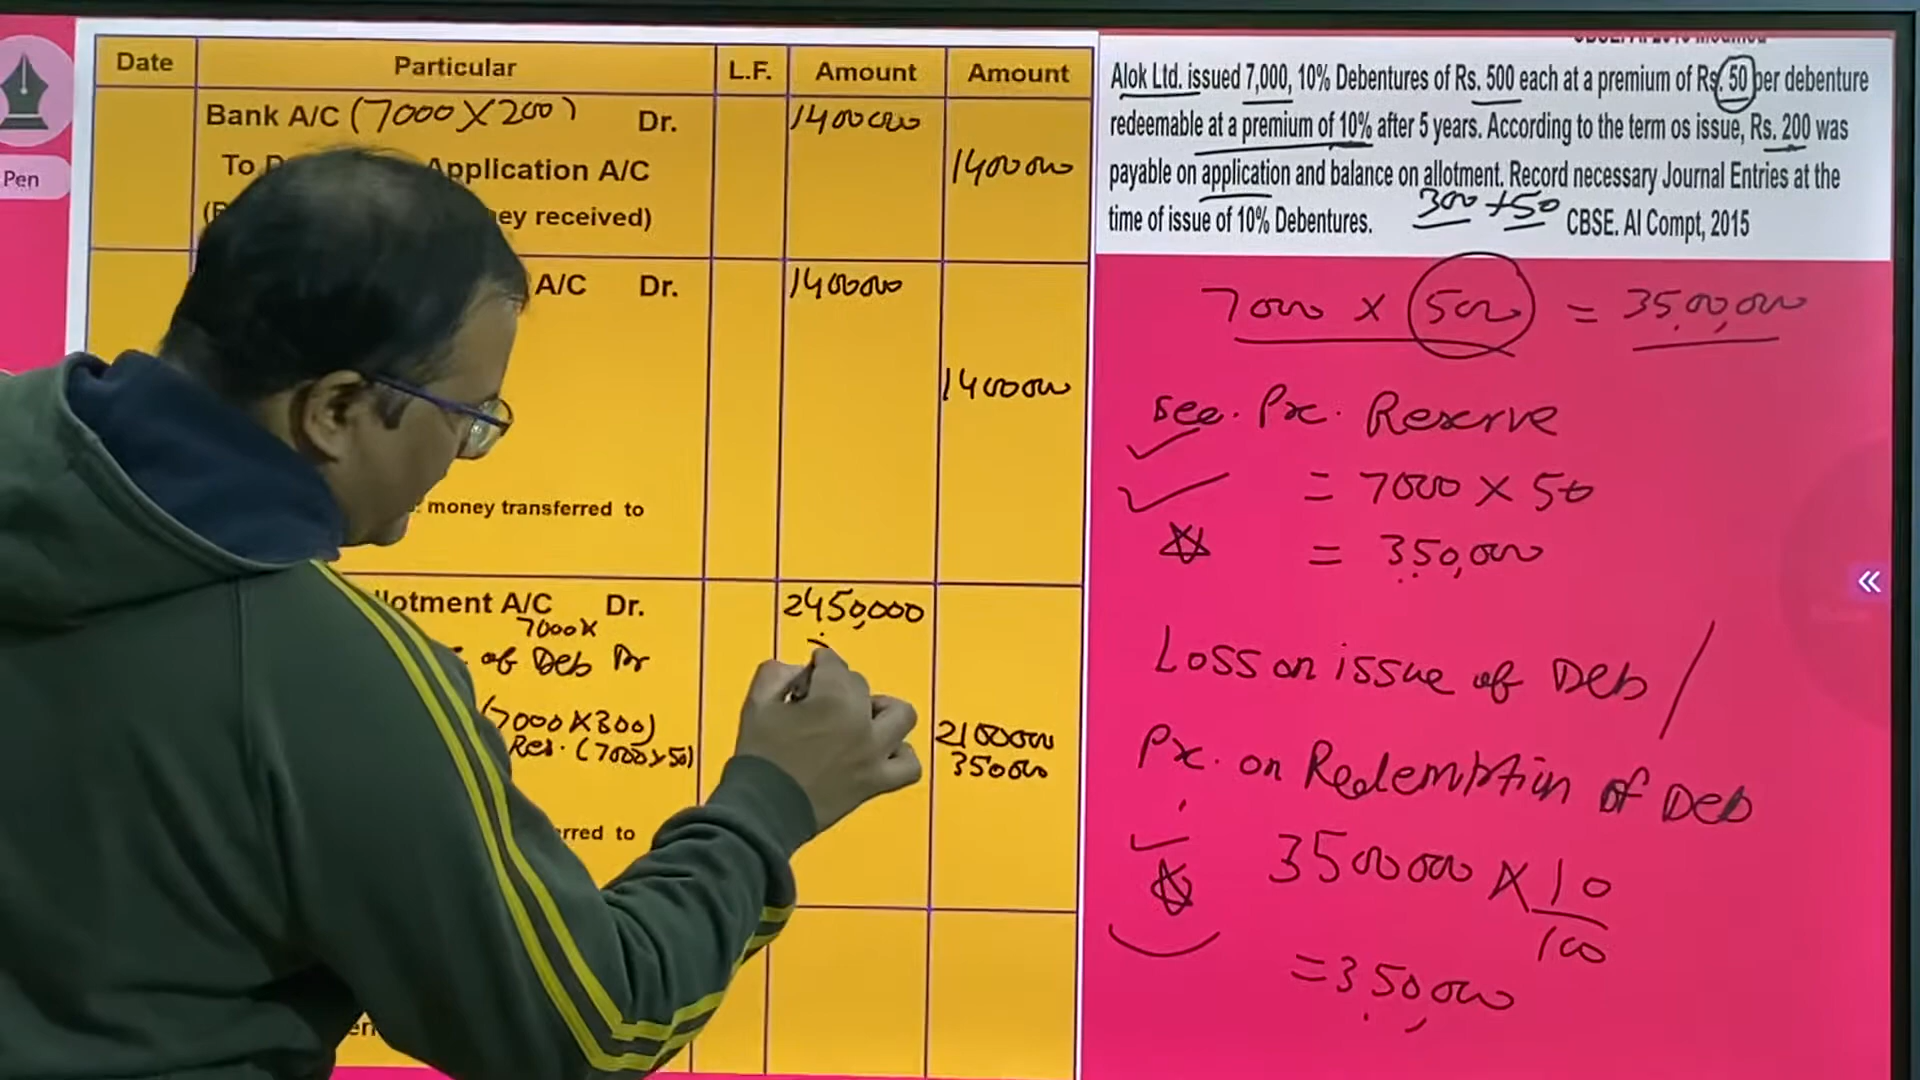 Pen
Date Particular L.F. Amount Amount
Bank A/C (7000 X 200) Dr. 1400000
To Application A/C 1400000
ey received)
A/C Dr. 1400000
1400000
money transferred to
llotment A/C Dr. 2450,000
7000X
of Deb Dr
(7000 X 300) 2100000
Res. (7000 x 50) 350000
rred to
Alok Ltd. issued 7,000, 10% Debentures of Rs. 500 each at a premium of Rs. 50 per debenture
redeemable at a premium of 10% after 5 years. According to the term os issue, Rs. 200 was
payable on application and balance on allotment. Record necessary Journal Entries at the
time of issue of 10% Debentures. 300 + 50 CBSE. AI Compt, 2015
7000 X 500 = 35,00,000
Sec. Pr. Reserve
= 7000 X 50
= 350,000
Loss on issue of Deb /
Pr. on Redemption of Deb
3500000 X 10
100
= 350,000